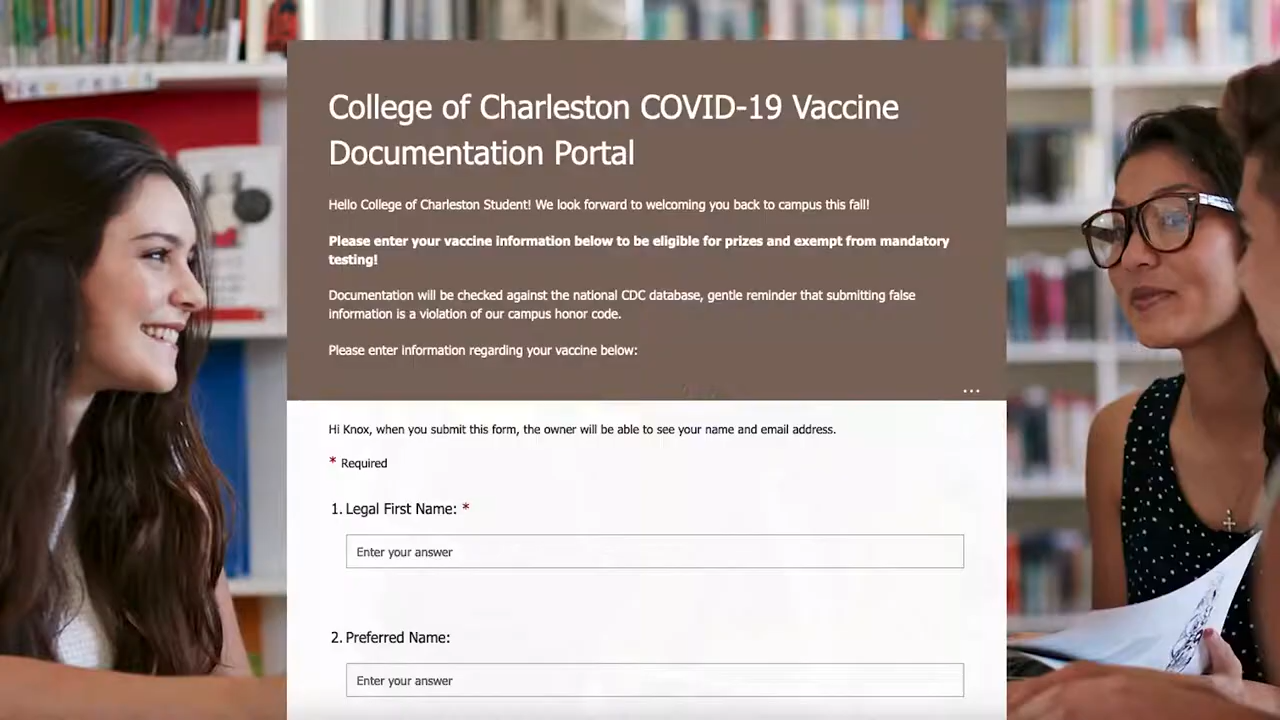 College of Charleston COVID-19 Vaccine
Documentation Portal
Hello College of Charleston Student! We look forward to welcoming you back to campus this fall!
Please enter your vaccine information below to be eligible for prizes and exempt from mandatory
testing!
Documentation will be checked against the national CDC database, gentle reminder that submitting false
information is a violation of our campus honor code.
Please enter information regarding your vaccine below:
...
Hi Knox, when you submit this form, the owner will be able to see your name and email address.
* Required
1. Legal First Name: *
Enter your answer
2. Preferred Name:
Enter your answer